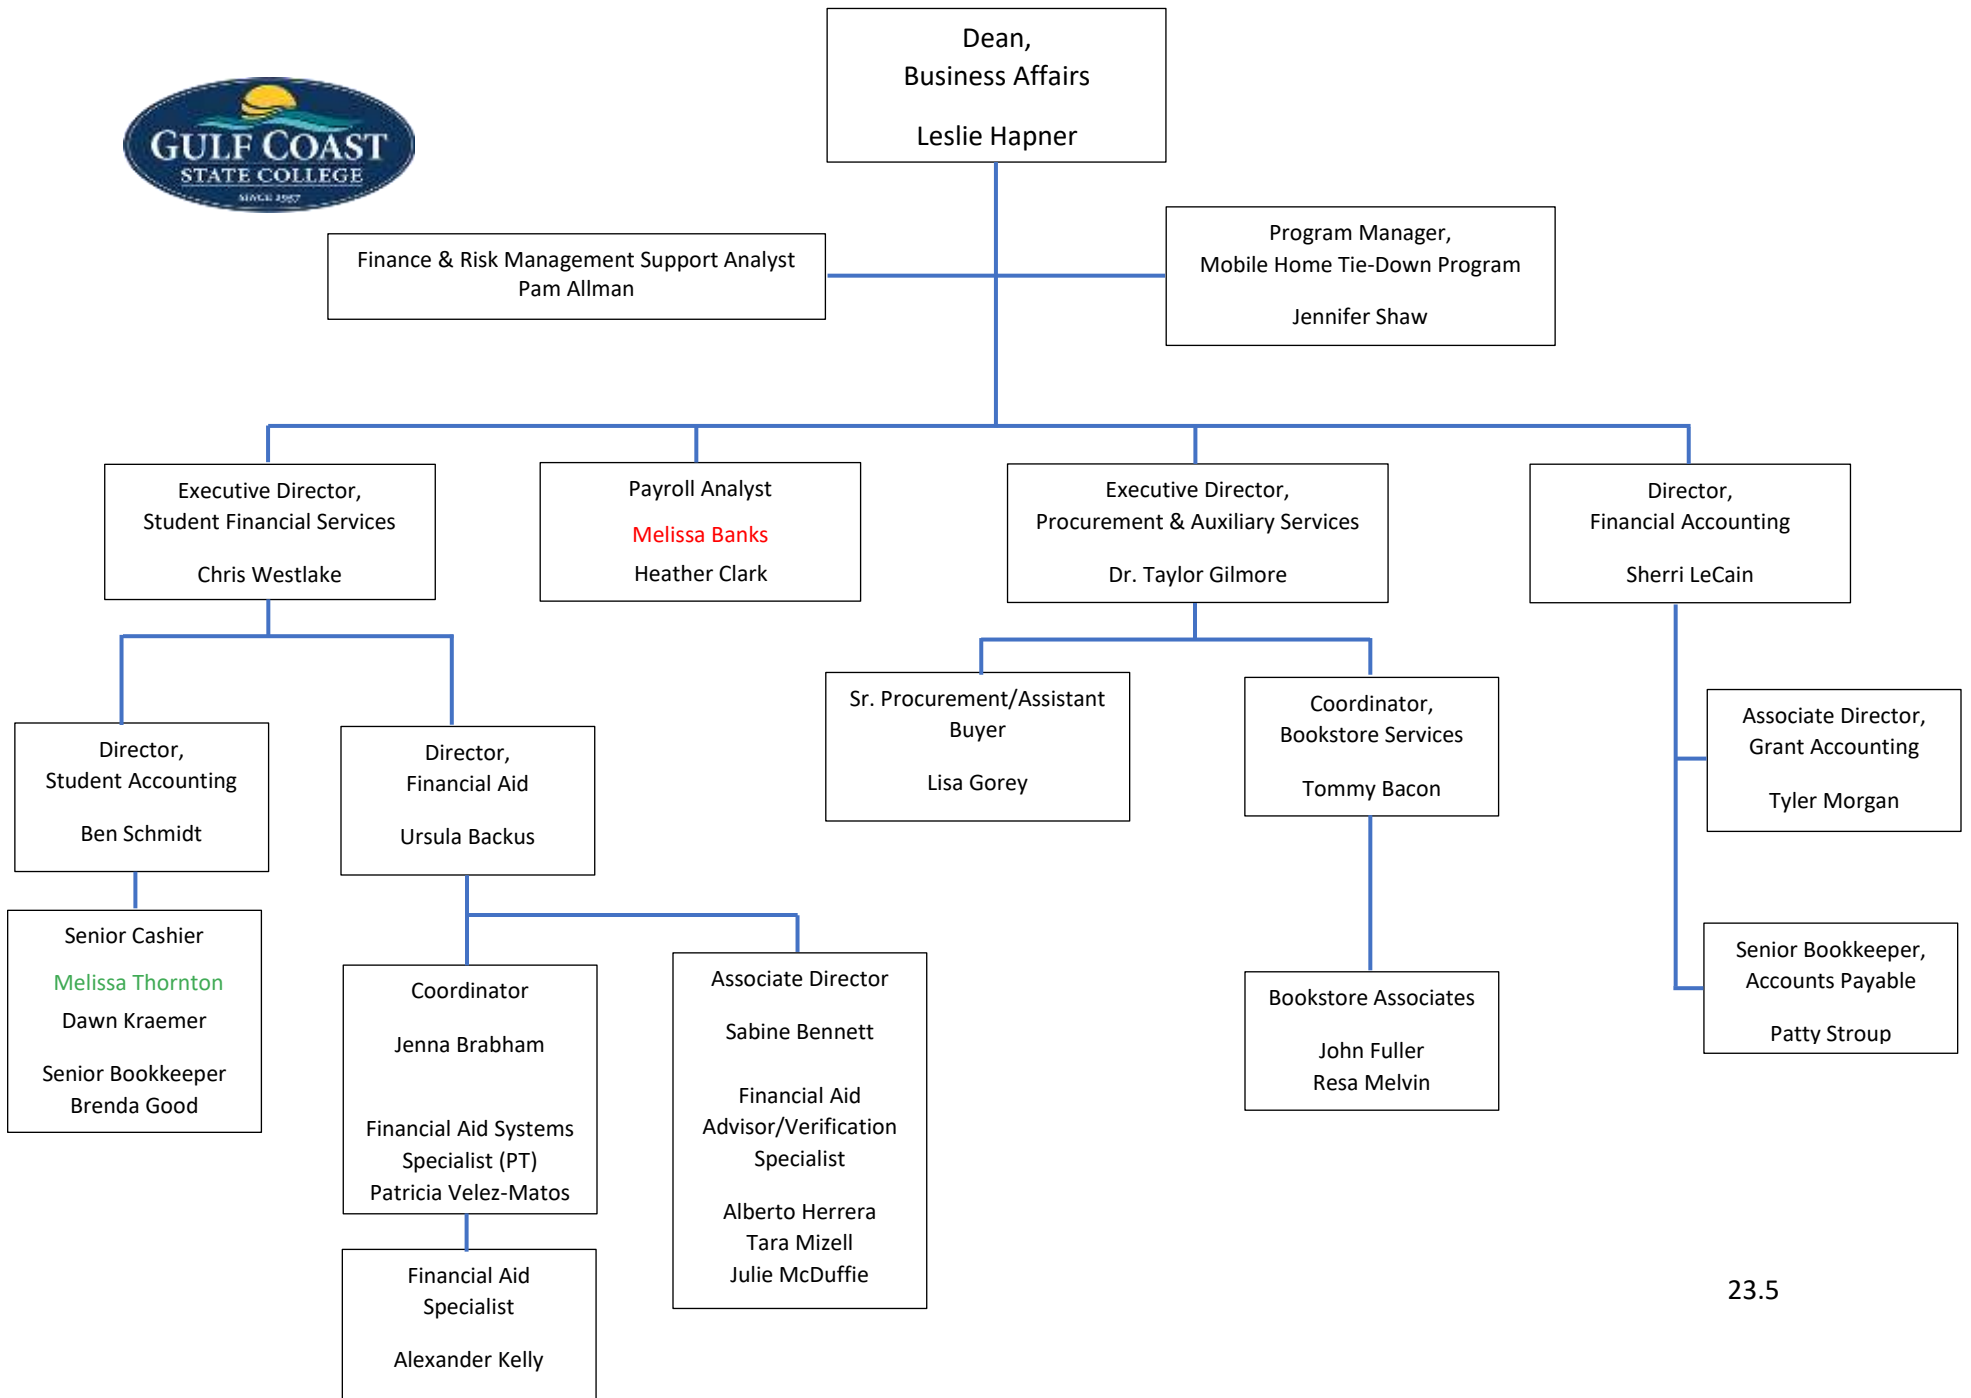 Dean,
Business Affairs
Leslie Hapner
GULF COAST
STATE COLLEGE
SINCE 1957
Finance & Risk Management Support Analyst
Pam Allman
Program Manager,
Mobile Home Tie-Down Program
Jennifer Shaw
Executive Director,
Student Financial Services
Chris Westlake
Payroll Analyst
Melissa Banks
Heather Clark
Executive Director,
Procurement & Auxiliary Services
Dr. Taylor Gilmore
Director,
Financial Accounting
Sherri LeCain
Director,
Student Accounting
Ben Schmidt
Director,
Financial Aid
Ursula Backus
Sr. Procurement/Assistant
Buyer
Lisa Gorey
Coordinator,
Bookstore Services
Tommy Bacon
Associate Director,
Grant Accounting
Tyler Morgan
Senior Cashier
Melissa Thornton
Dawn Kraemer
Senior Bookkeeper
Brenda Good
Coordinator
Jenna Brabham
Financial Aid Systems
Specialist (PT)
Patricia Velez-Matos
Associate Director
Sabine Bennett
Financial Aid
Advisor/Verification
Specialist
Alberto Herrera
Tara Mizell
Julie McDuffie
Bookstore Associates
John Fuller
Resa Melvin
Senior Bookkeeper,
Accounts Payable
Patty Stroup
Financial Aid
Specialist
Alexander Kelly
23.5